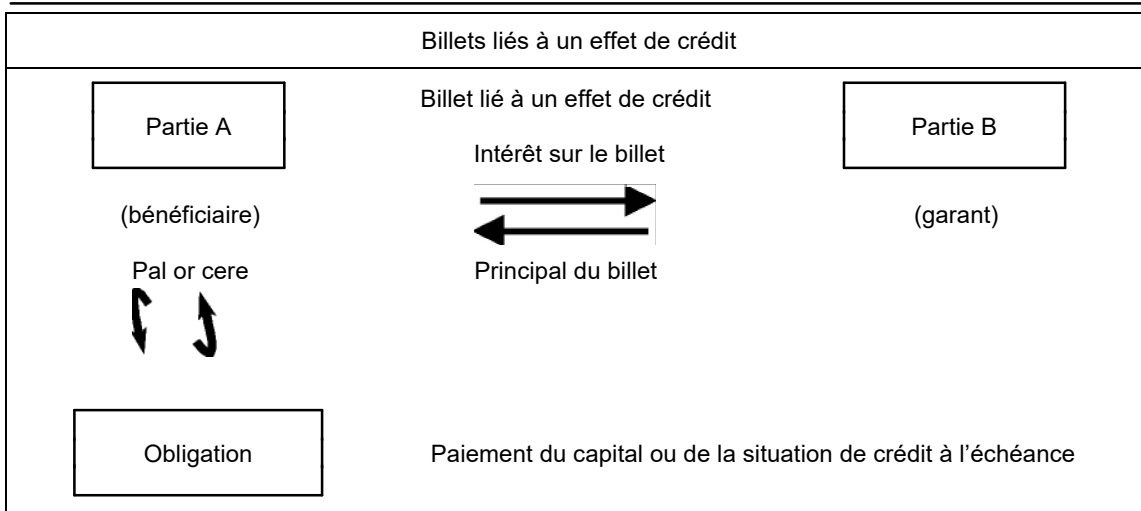 Billets liés à un effet de crédit
Billet lié à un effet de crédit
Partie A
Partie B
Intérêt sur le billet
(bénéficiaire)
(garant)
Pal or cere
Principal du billet
Obligation
Paiement du capital ou de la situation de crédit à l’échéance